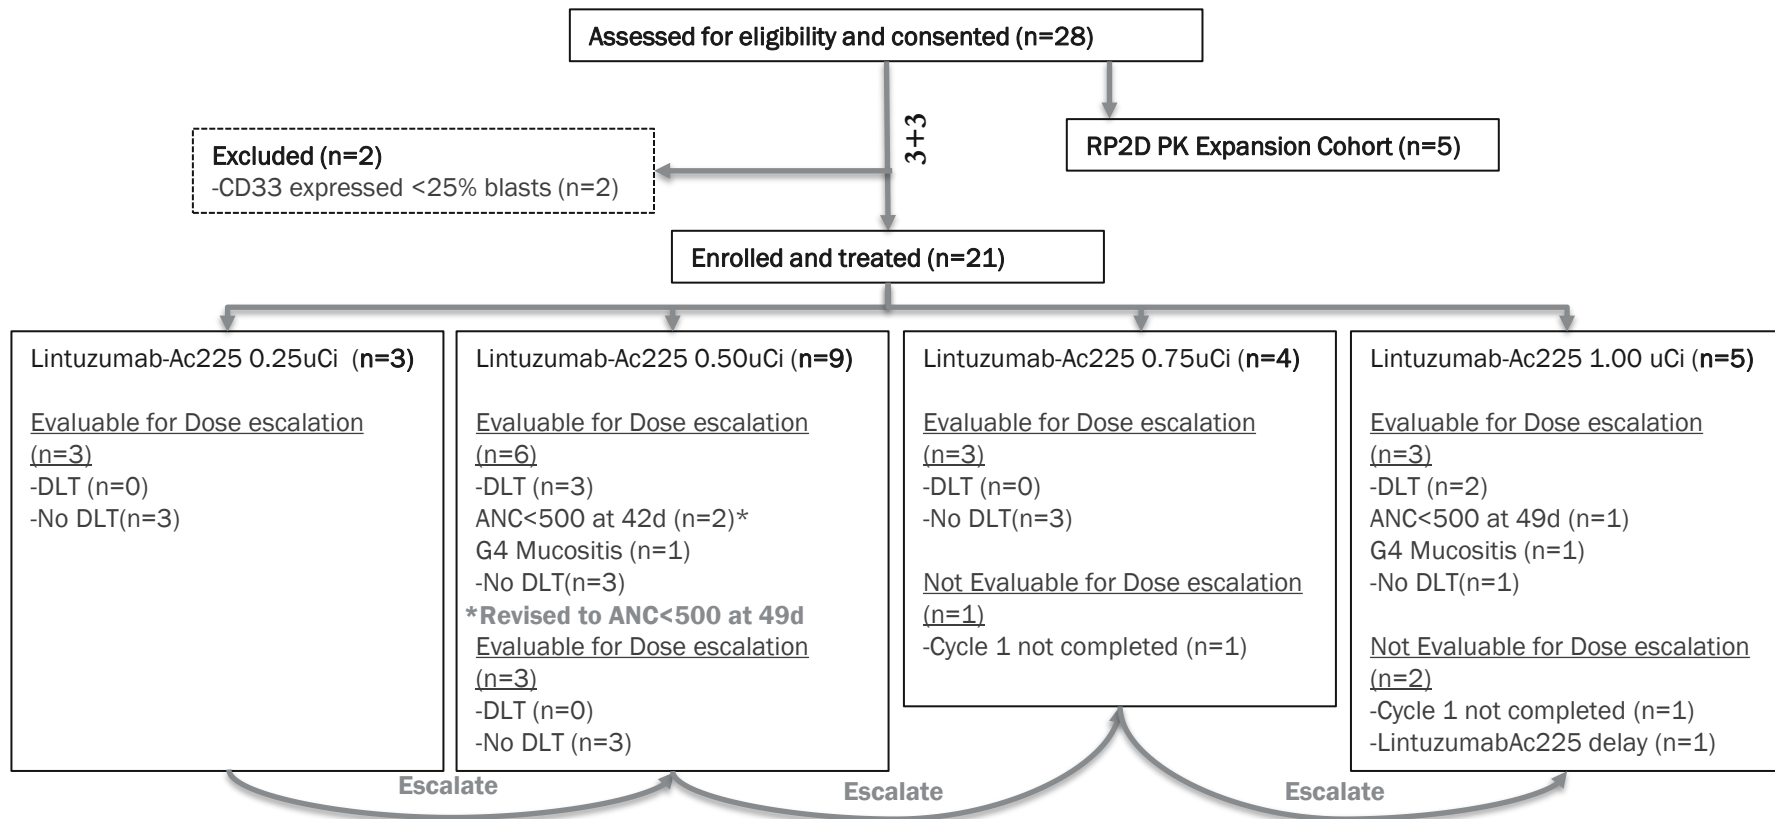 Assessed for eligibility and consented (n=28)
3+3
RP2D PK Expansion Cohort (n=5)
Excluded (n=2)
-CD33 expressed <25% blasts (n=2)
Enrolled and treated (n=21)
Lintuzumab-Ac225 0.25uCi (n=3)
Evaluable for Dose escalation
(n=3)
-DLT (n=0)
-No DLT(n=3)
Lintuzumab-Ac225 0.50uCi (n=9)
Evaluable for Dose escalation
(n=6)
-DLT (n=3)
ANC<500 at 42d (n=2)*
G4 Mucositis (n=1)
-No DLT(n=3)
*Revised to ANC<500 at 49d
Evaluable for Dose escalation
(n=3)
-DLT (n=0)
-No DLT (n=3)
Lintuzumab-Ac225 0.75uCi (n=4)
Evaluable for Dose escalation
(n=3)
-DLT (n=0)
-No DLT(n=3)
Not Evaluable for Dose escalation
(n=1)
-Cycle 1 not completed (n=1)
Lintuzumab-Ac225 1.00 uCi (n=5)
Evaluable for Dose escalation
(n=3)
-DLT (n=2)
ANC<500 at 49d (n=1)
G4 Mucositis (n=1)
-No DLT(n=1)
Not Evaluable for Dose escalation
(n=2)
-Cycle 1 not completed (n=1)
-LintuzumabAc225 delay (n=1)
Escalate
Escalate
Escalate